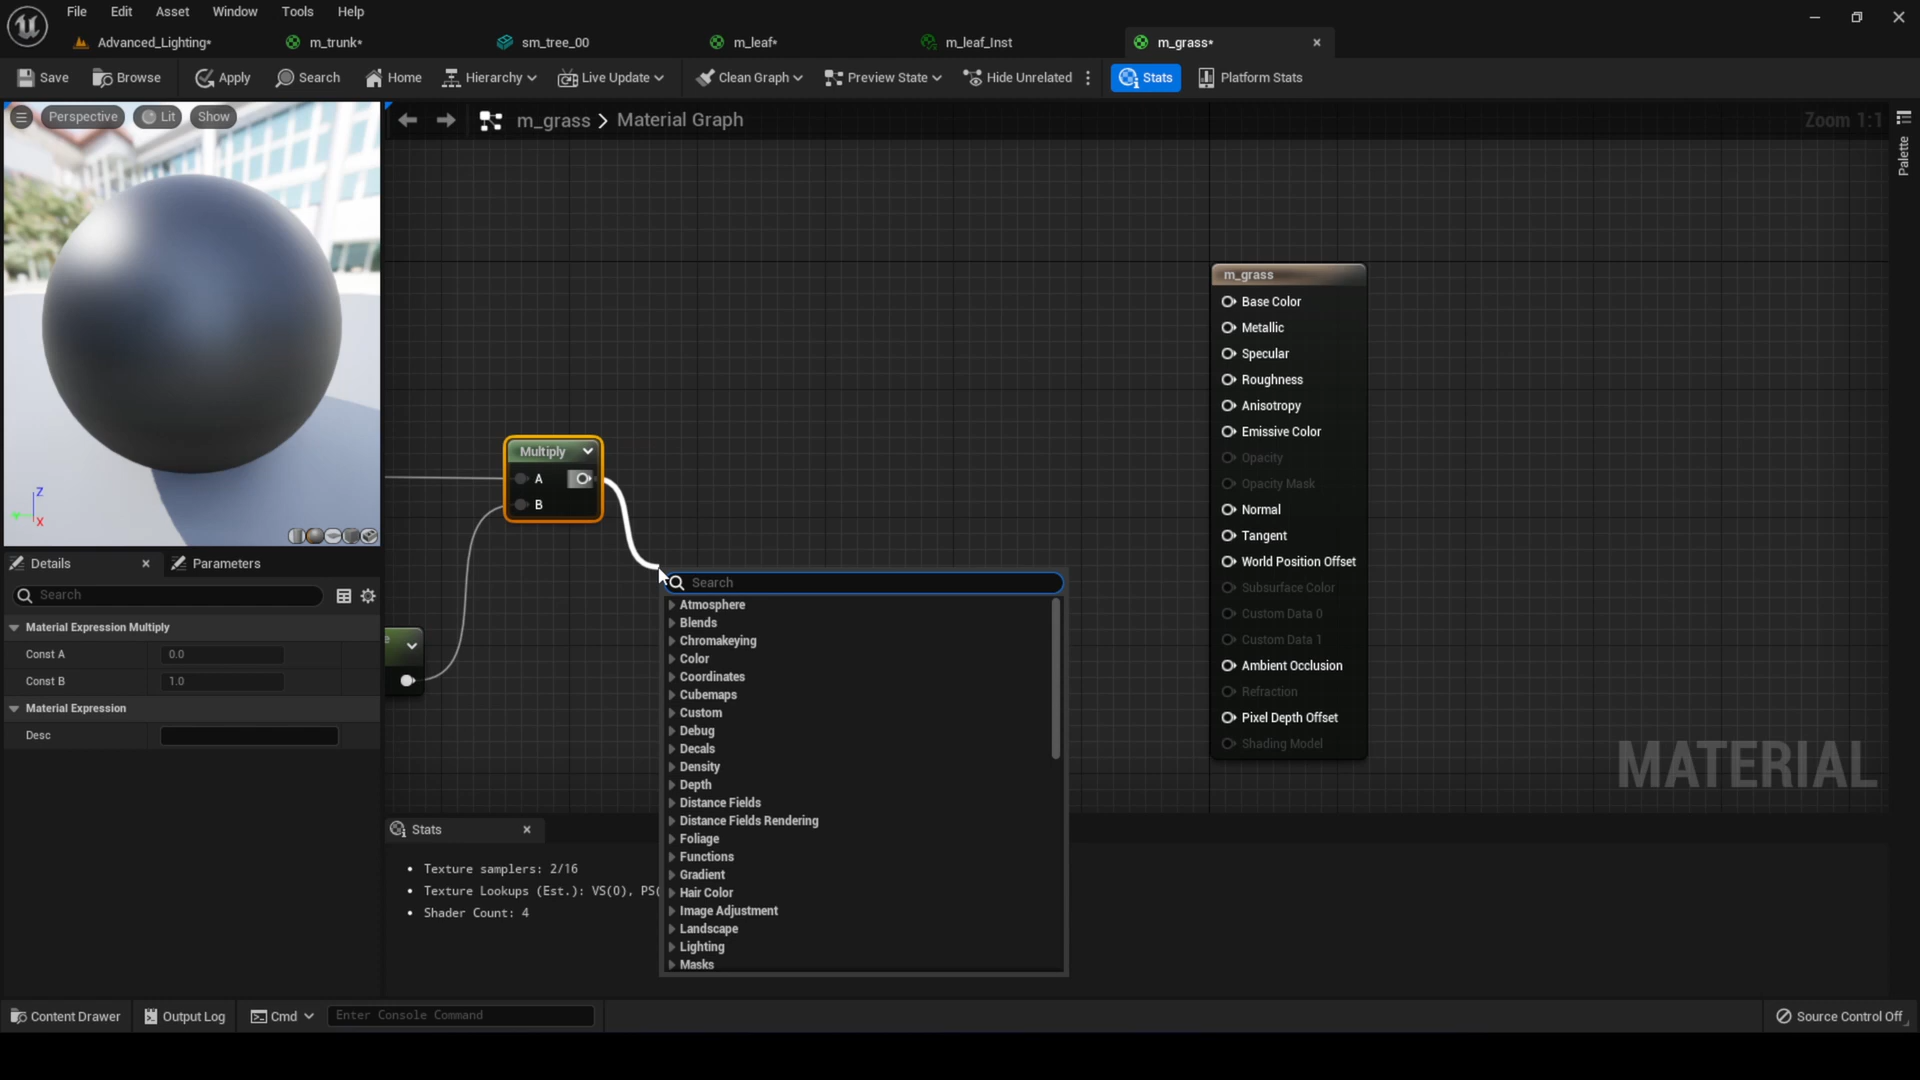 File Edit Asset Window Tools Help
Advanced_Lighting* m_trunk* sm_tree_00 m_leaf* m_leaf_Inst m_grass*
Save Browse Apply Search Home Hierarchy Live Update Clean Graph Preview State Hide Unrelated Stats Platform Stats
Perspective Lit Show
m_grass > Material Graph
Zoom 1:1
Palette
m_grass
Base Color
Metallic
Specular
Roughness
Anisotropy
Emissive Color
Opacity
Opacity Mask
Normal
Tangent
World Position Offset
Subsurface Color
Custom Data 0
Custom Data 1
Ambient Occlusion
Refraction
Pixel Depth Offset
Shading Model
Multiply
A
B
Z
X
Details Parameters
Search
Material Expression Multiply
Const A 0.0
Const B 1.0
Material Expression
Desc
Search
Atmosphere
Blends
Chromakeying
Color
Coordinates
Cubemaps
Custom
Debug
Decals
Density
Depth
Distance Fields
Distance Fields Rendering
Foliage
Functions
Gradient
Hair Color
Image Adjustment
Landscape
Lighting
Masks
MATERIAL
Stats
Texture samplers: 2/16
Texture Lookups (Est.): VS(0), PS(
Shader Count: 4
Content Drawer Output Log Cmd Enter Console Command Source Control Off